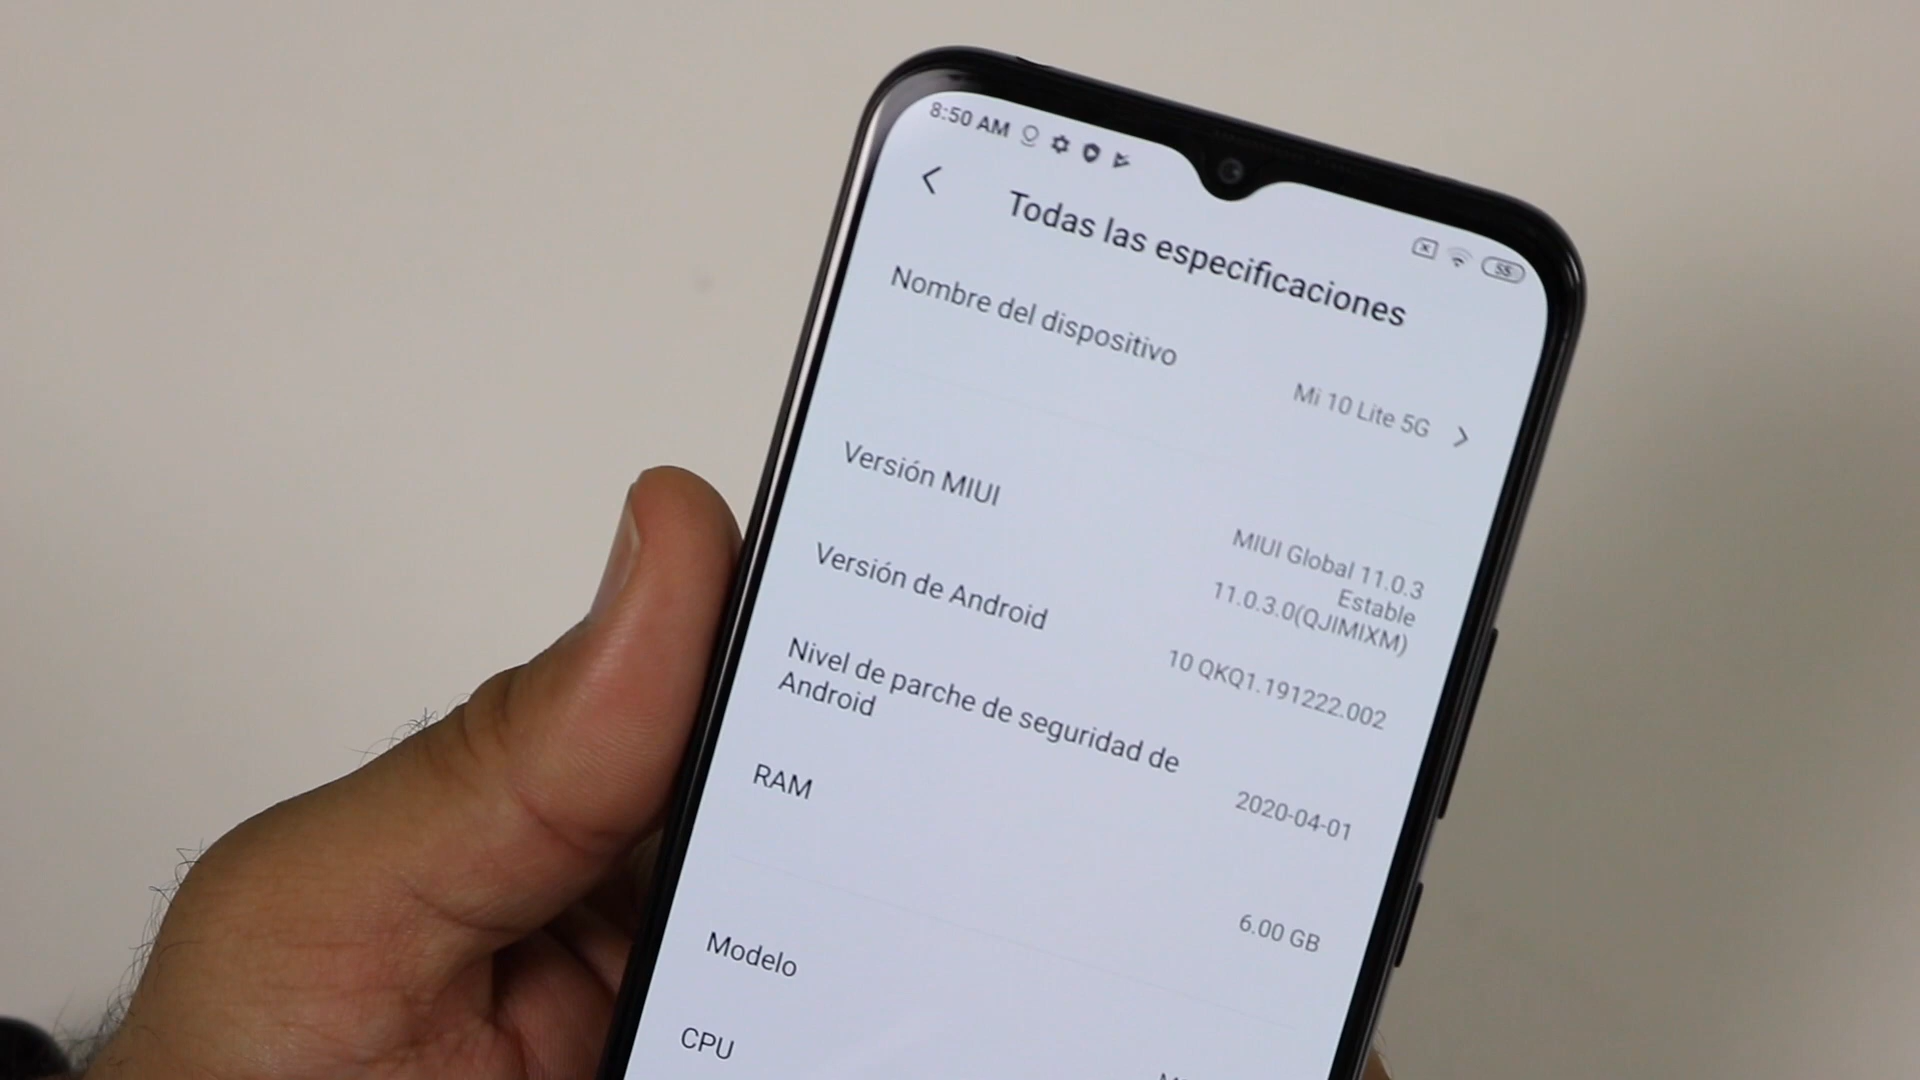 8:50 AM
55
Todas las especificaciones
Nombre del dispositivo
Mi 10 Lite 5G
Versión MIUI
MIUI Global 11.0.3
Estable
11.0.3.0(QJIMIXM)
Versión de Android
10 QKQ1.191222.002
Nivel de parche de seguridad de
Android
2020-04-01
RAM
6.00 GB
Modelo
CPU